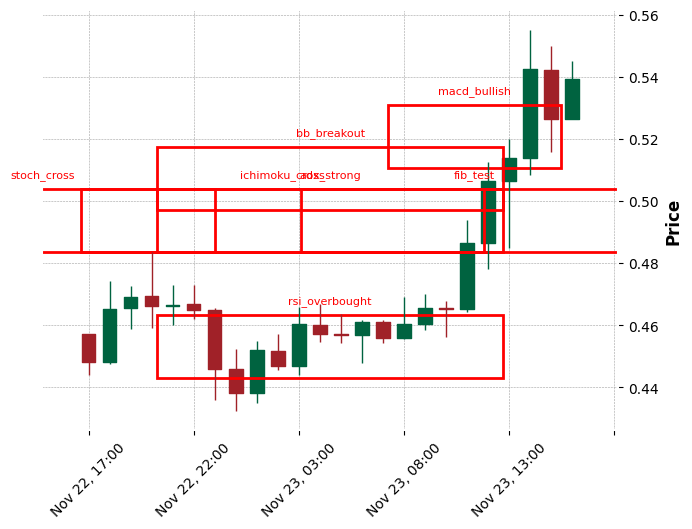 0.56
0.54
macd_bullish
bb_breakout
0.52
stoch_cross
fib_test
0.50
Price
0.48
rsi_overbought
0.46
0.44
Nov 22, 17:00
Nov 22, 22:00
Nov 23, 03:00
Nov 23, 08:00
Nov 23, 13:00